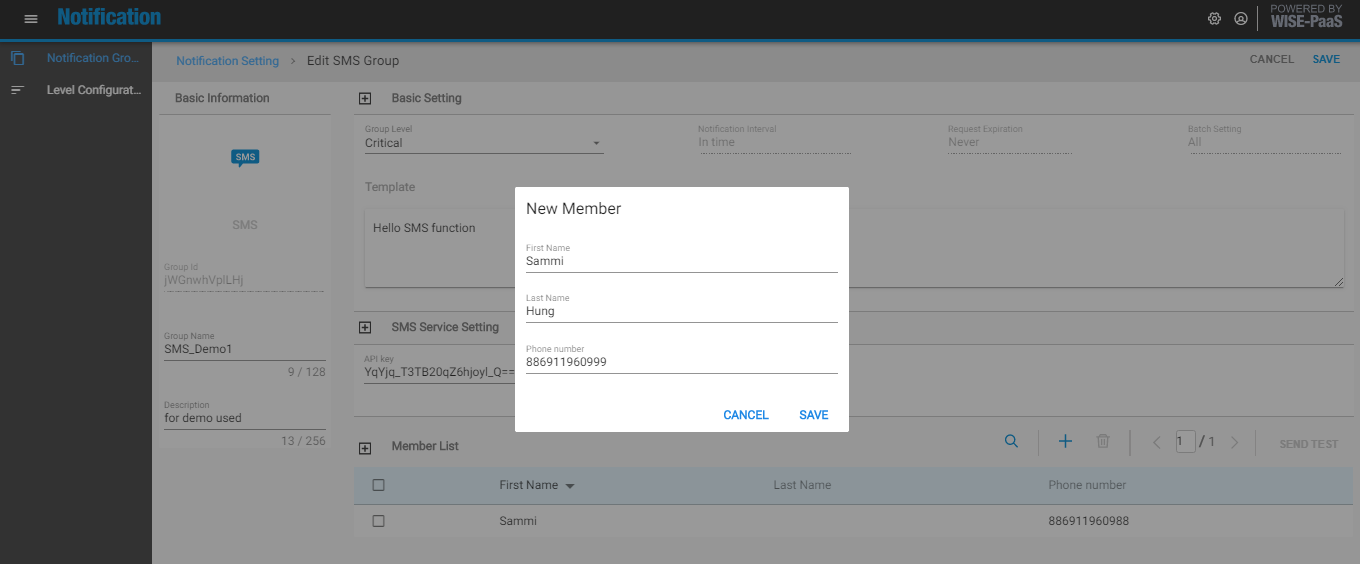 Notification
POWERED BY
WISE-PaaS
Notification Gro...
Level Configurat...
Notification Setting > Edit SMS Group
CANCEL SAVE
Basic Information
SMS
SMS
Group Id
jWGnwhVplLHj
Group Name
SMS_Demo1
9 / 128
Description
for demo used
13 / 256
Basic Setting
Group Level
Critical
Notification Interval
In time
Request Expiration
Never
Batch Setting
All
Template
Hello SMS function
SMS Service Setting
API key
YqYjq_T3TB20qZ6hjoyl_Q==
New Member
First Name
Sammi
Last Name
Hung
Phone number
886911960999
CANCEL SAVE
Member List
1 / 1
SEND TEST
First Name Last Name Phone number
Sammi 886911960988